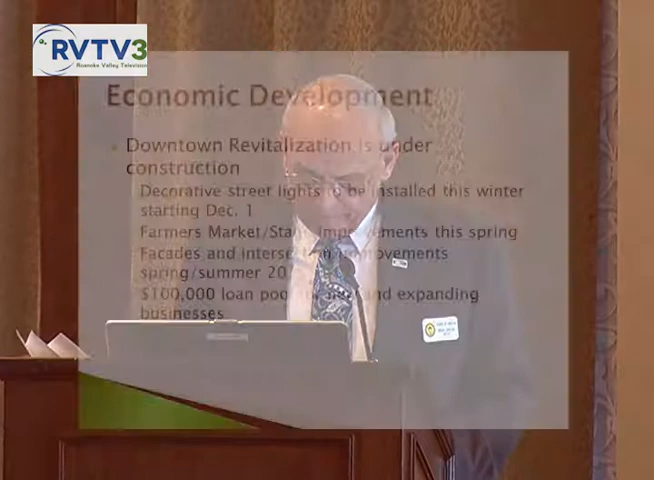 RVTV3
Roanoke Valley Television
Economic Development
Downtown Revitalization is under
construction
Decorative street lights to be installed this winter
starting Dec. 1
Farmers Market/Stage Improvements this spring
Facades and intersection improvements
spring/summer 20
$100,000 loan pool for new and expanding
businesses